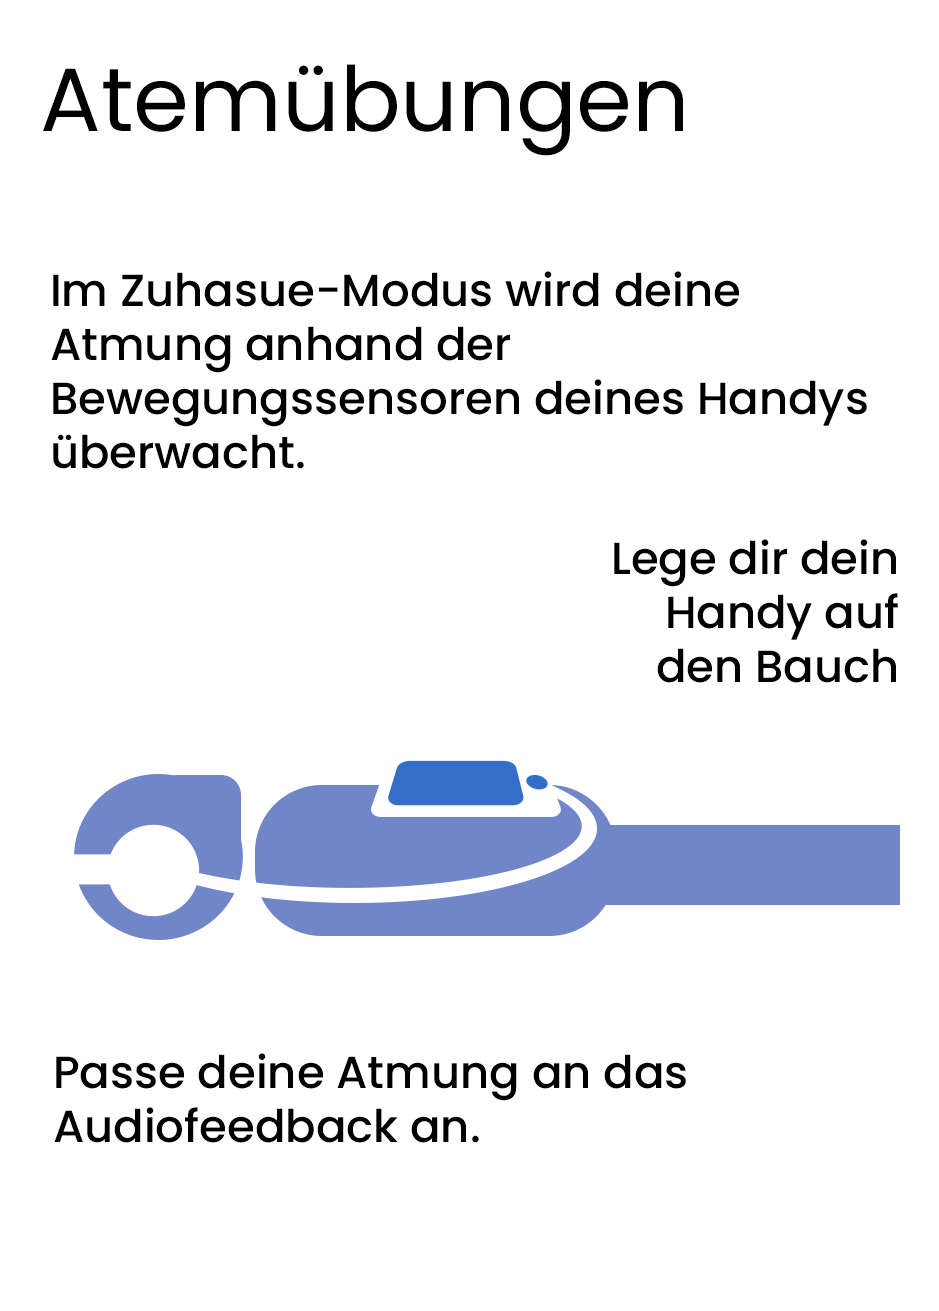 Atemübungen
Im Zuhasue-Modus wird deine
Atmung anhand der
Bewegungssensoren deines Handys
überwacht.
Lege dir dein
Handy auf
den Bauch
Passe deine Atmung an das
Audiofeedback an.